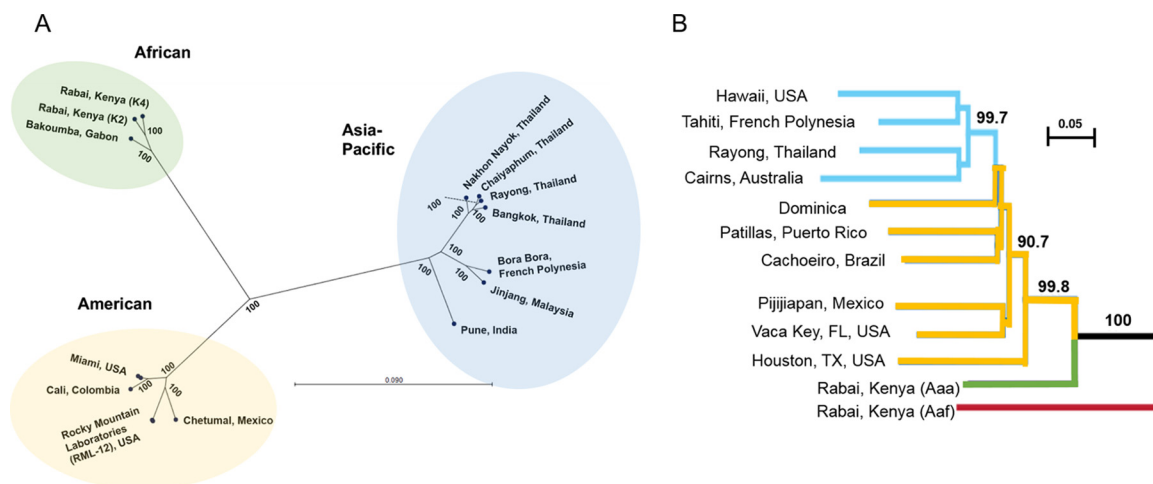 A
African
Rabai, Kenya (K4)
Rabai, Kenya (K2)
Bakoumba, Gabon
100
100
Asia-
Pacific
Nakhon Nayok, Thailand
Chaiyaphum, Thailand
Rayong, Thailand
Bangkok, Thailand
100
100
100
100
Bora Bora,
French Polynesia
100
100
Jinjang, Malaysia
Pune, India
American
100
Miami, USA
100
Cali, Colombia
100
100
Rocky Mountain
Laboratories
(RML-12), USA
Chetumal, Mexico
0.090
B
Hawaii, USA
99.7
0.05
Tahiti, French Polynesia
Rayong, Thailand
Cairns, Australia
Dominica
Patillas, Puerto Rico
90.7
Cachoeiro, Brazil
99.8
Pijijiapan, Mexico
100
Vaca Key, FL, USA
Houston, TX, USA
Rabai, Kenya (Aaa)
Rabai, Kenya (Aaf)